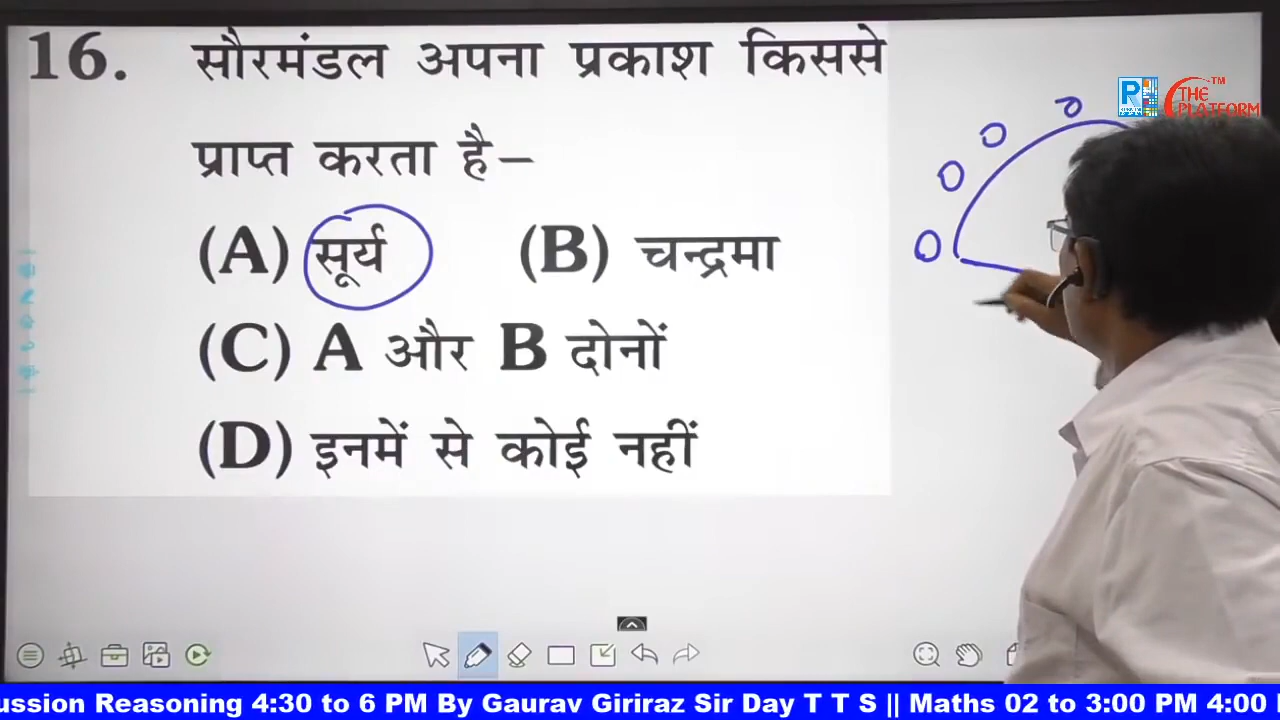 16. सौरमंडल अपना प्रकाश किससे
प्राप्त करता है–
(A) सूर्य (B) चन्द्रमा
(C) A और B दोनों
(D) इनमें से कोई नहीं
THE PLATFORM™
ussion Reasoning 4:30 to 6 PM By Gaurav Giriraz Sir Day T T S || Maths 02 to 3:00 PM 4:00